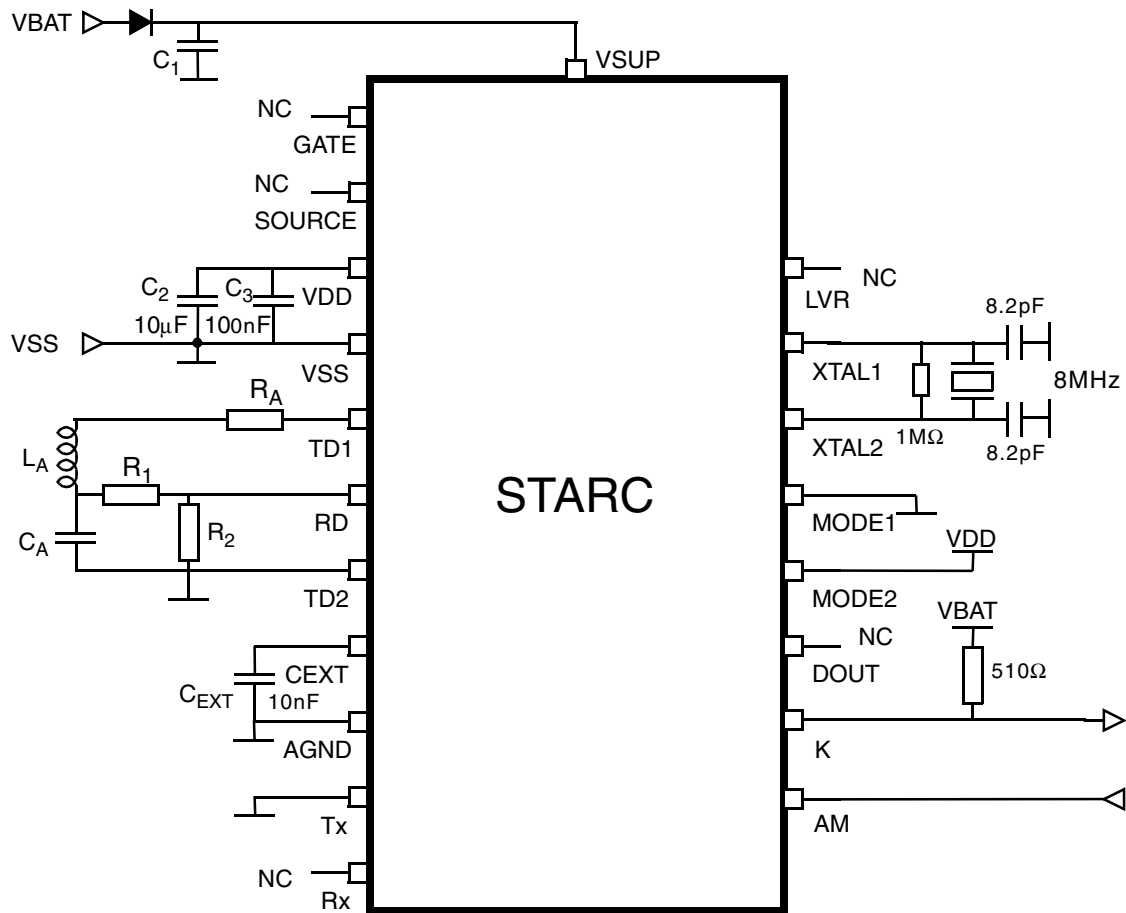 VBAT
C1
VSUP
NC
GATE
NC
SOURCE
C2
10μF
C3
100nF
VDD
VSS
VSS
RA
TD1
LA
R1
RD
R2
CA
TD2
CEXT
CEXT
10nF
AGND
Tx
NC
Rx
STARC
NC
LVR
8.2pF
XTAL1
8MHz
1MΩ
XTAL2
8.2pF
MODE1
VDD
MODE2
VBAT
NC
DOUT
510Ω
K
AM